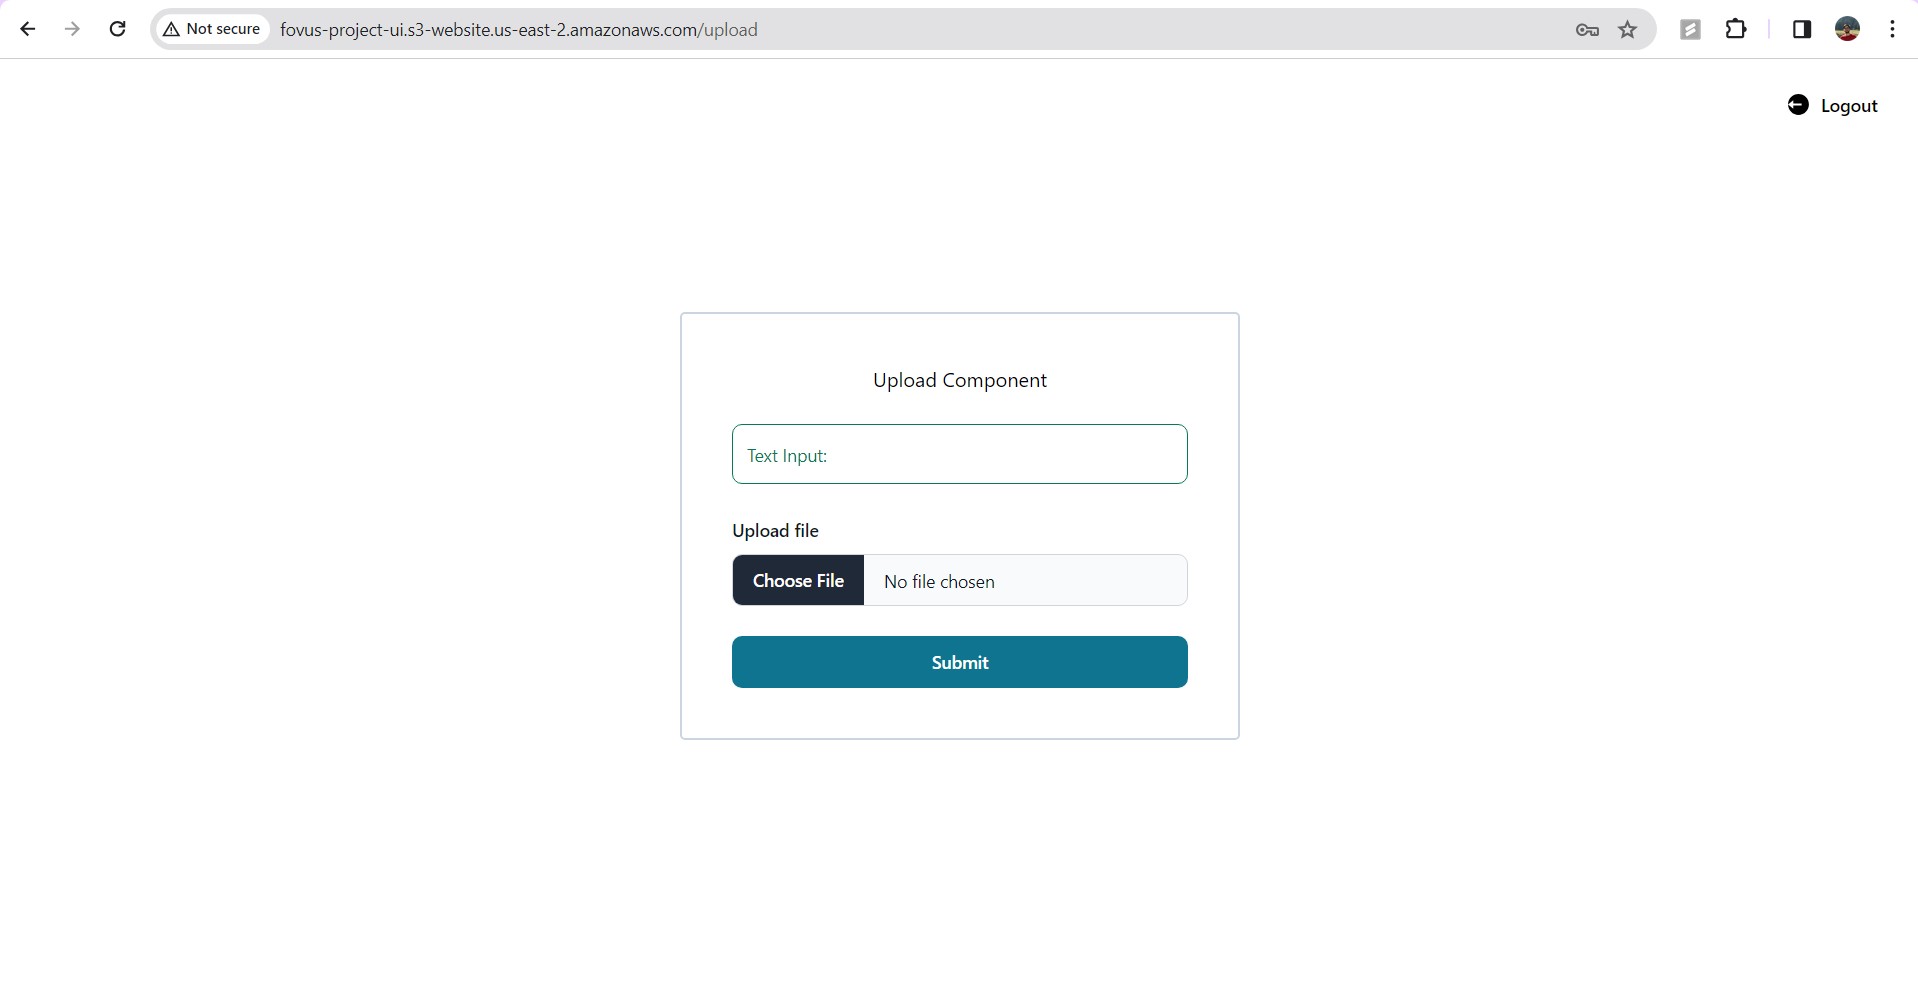 Not secure
fovus-project-ui.s3-website.us-east-2.amazonaws.com/upload
Logout
Upload Component
Text Input:
Upload file
Choose File
No file chosen
Submit